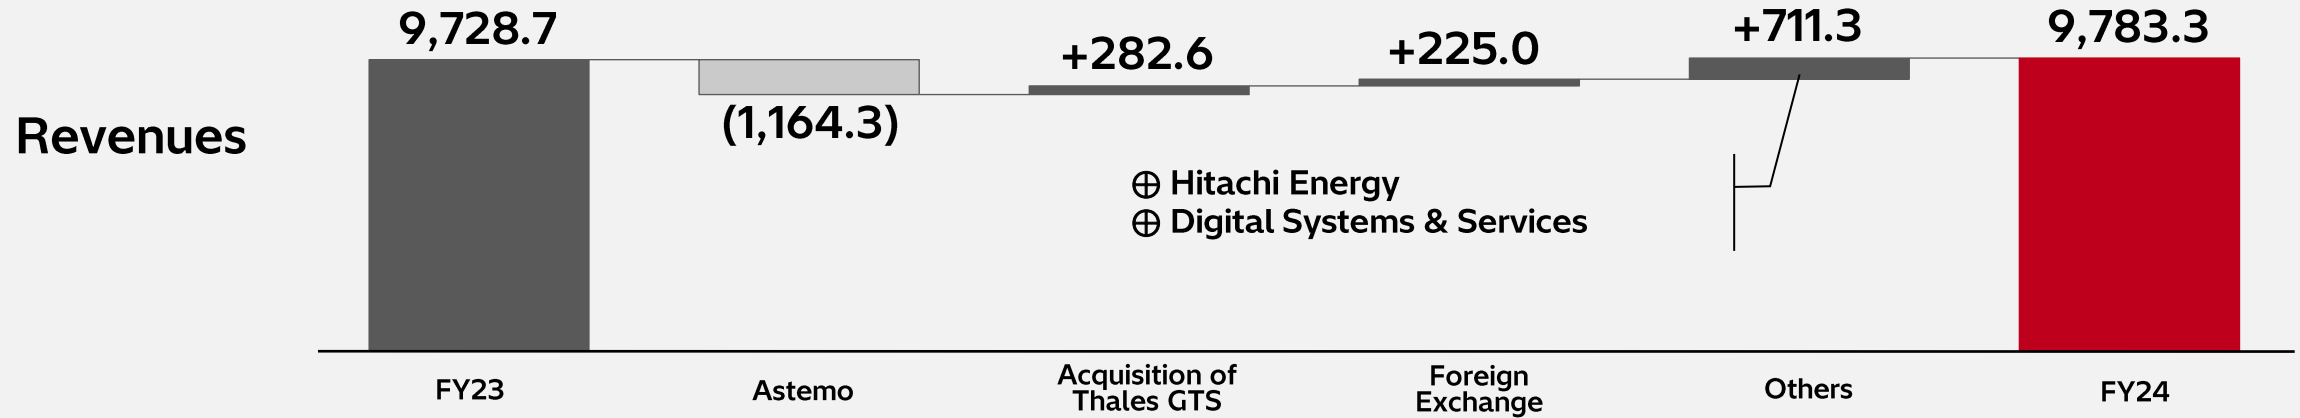 Revenues
9,728.7
(1,164.3)
+282.6
+225.0
+711.3
9,783.3
⊕ Hitachi Energy
⊕ Digital Systems & Services
FY23
Astemo
Acquisition of
Thales GTS
Foreign
Exchange
Others
FY24